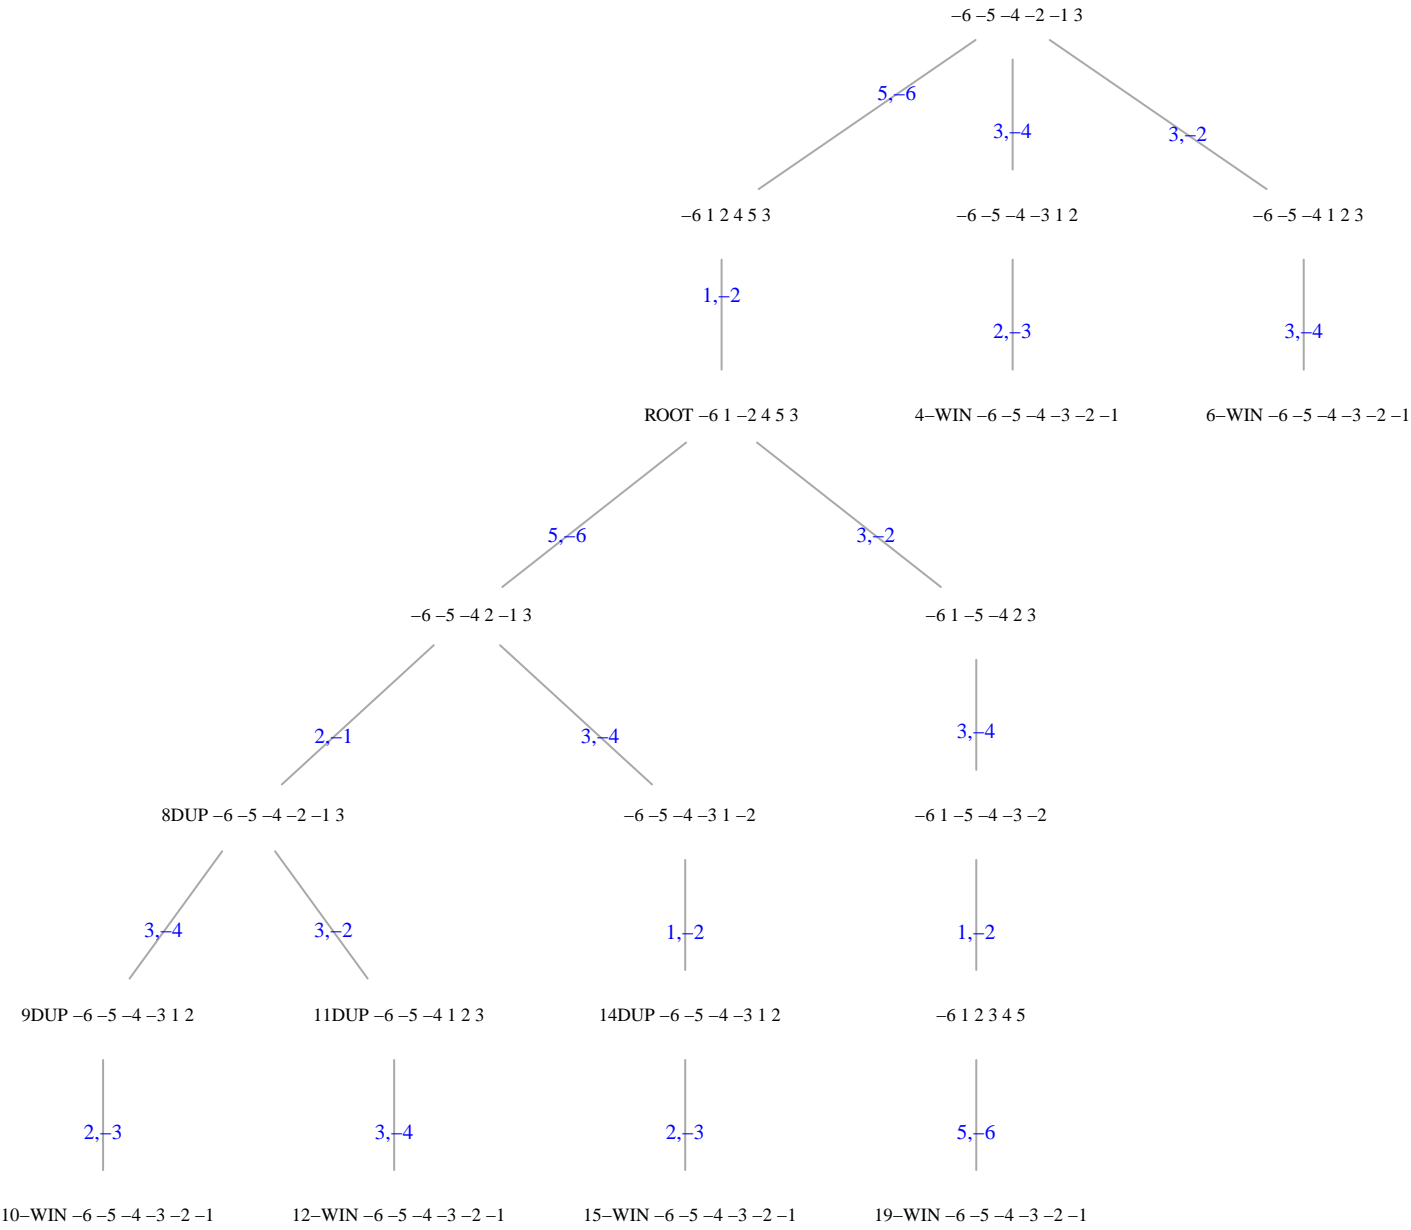 –6 –5 –4 –2 –1 3
5,–6
3,–4
3,–2
–6 1 2 4 5 3
–6 –5 –4 –3 1 2
–6 –5 –4 1 2 3
1,–2
2,–3
3,–4
ROOT –6 1 –2 4 5 3
4–WIN –6 –5 –4 –3 –2 –1
6–WIN –6 –5 –4 –3 –2 –1
5,–6
3,–2
–6 –5 –4 2 –1 3
–6 1 –5 –4 2 3
2,–1
3,–4
3,–4
8DUP –6 –5 –4 –2 –1 3
–6 –5 –4 –3 1 –2
–6 1 –5 –4 –3 –2
3,–4
3,–2
1,–2
1,–2
9DUP –6 –5 –4 –3 1 2
11DUP –6 –5 –4 1 2 3
14DUP –6 –5 –4 –3 1 2
–6 1 2 3 4 5
2,–3
3,–4
2,–3
5,–6
10–WIN –6 –5 –4 –3 –2 –1
12–WIN –6 –5 –4 –3 –2 –1
15–WIN –6 –5 –4 –3 –2 –1
19–WIN –6 –5 –4 –3 –2 –1